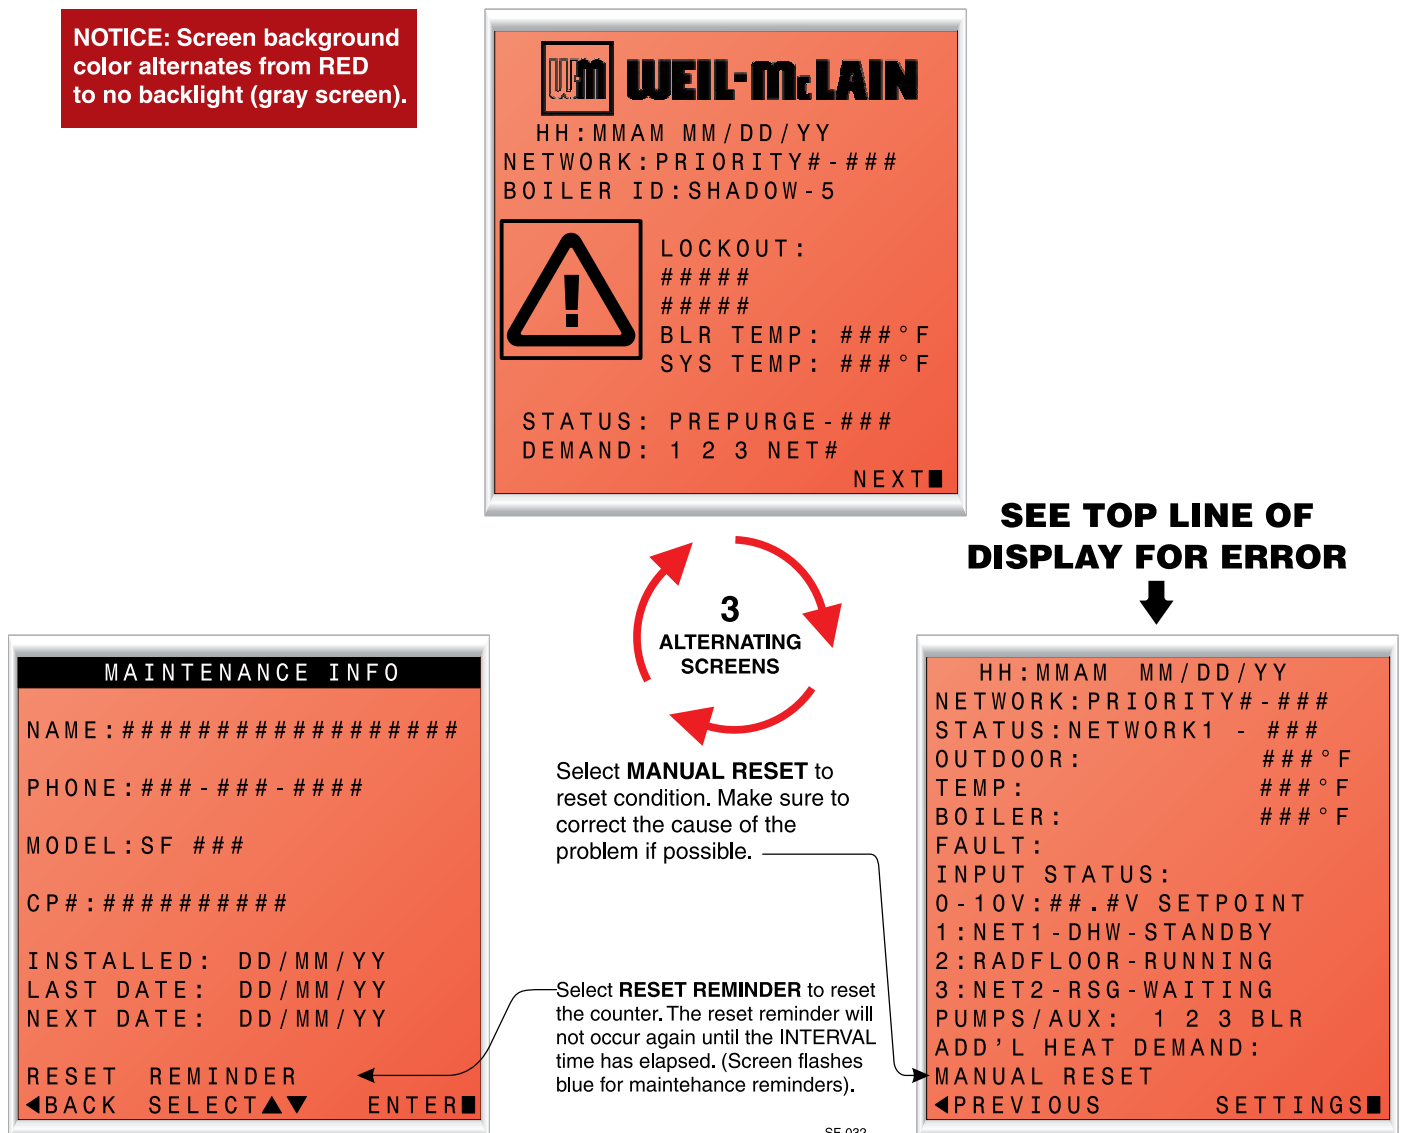 NOTICE: Screen background
color alternates from RED
to no backlight (gray screen).
WM WEIL-McLAIN
HH:MMAM MM/DD/YY
NETWORK:PRIORITY#-###
BOILER ID:SHADOW-5
!
LOCKOUT:
#####
#####
BLR TEMP: ###°F
SYS TEMP: ###°F
STATUS: PREPURGE-###
DEMAND: 1 2 3 NET#
NEXT■
SEE TOP LINE OF
DISPLAY FOR ERROR
3
ALTERNATING
SCREENS
MAINTENANCE INFO
NAME:##################
PHONE:###-###-####
MODEL:SF ###
CP#:##########
INSTALLED: DD/MM/YY
LAST DATE: DD/MM/YY
NEXT DATE: DD/MM/YY
RESET REMINDER
◀BACK SELECT▲▼ ENTER■
Select MANUAL RESET to
reset condition. Make sure to
correct the cause of the
problem if possible.
Select RESET REMINDER to reset
the counter. The reset reminder will
not occur again until the INTERVAL
time has elapsed. (Screen flashes
blue for maintehance reminders).
HH:MMAM MM/DD/YY
NETWORK:PRIORITY#-###
STATUS:NETWORK1 - ###
OUTDOOR: ###°F
TEMP: ###°F
BOILER: ###°F
FAULT:
INPUT STATUS:
0-10V:##.#V SETPOINT
1:NET1-DHW-STANDBY
2:RADFLOOR-RUNNING
3:NET2-RSG-WAITING
PUMPS/AUX: 1 2 3 BLR
ADD'L HEAT DEMAND:
MANUAL RESET
◀PREVIOUS SETTINGS■